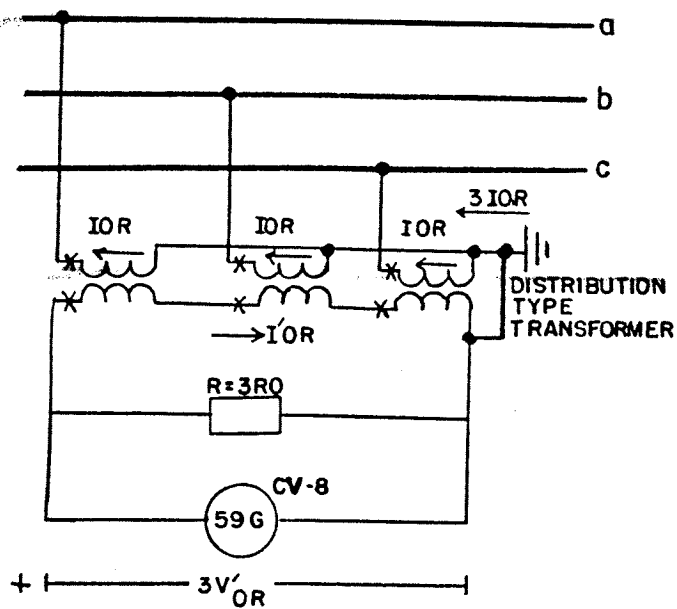 a
b
c
3IOR
IOR IOR IOR
DISTRIBUTION
TYPE
TRANSFORMER
I'OR
R=3RO
CV-8
59G
+ 3V'OR